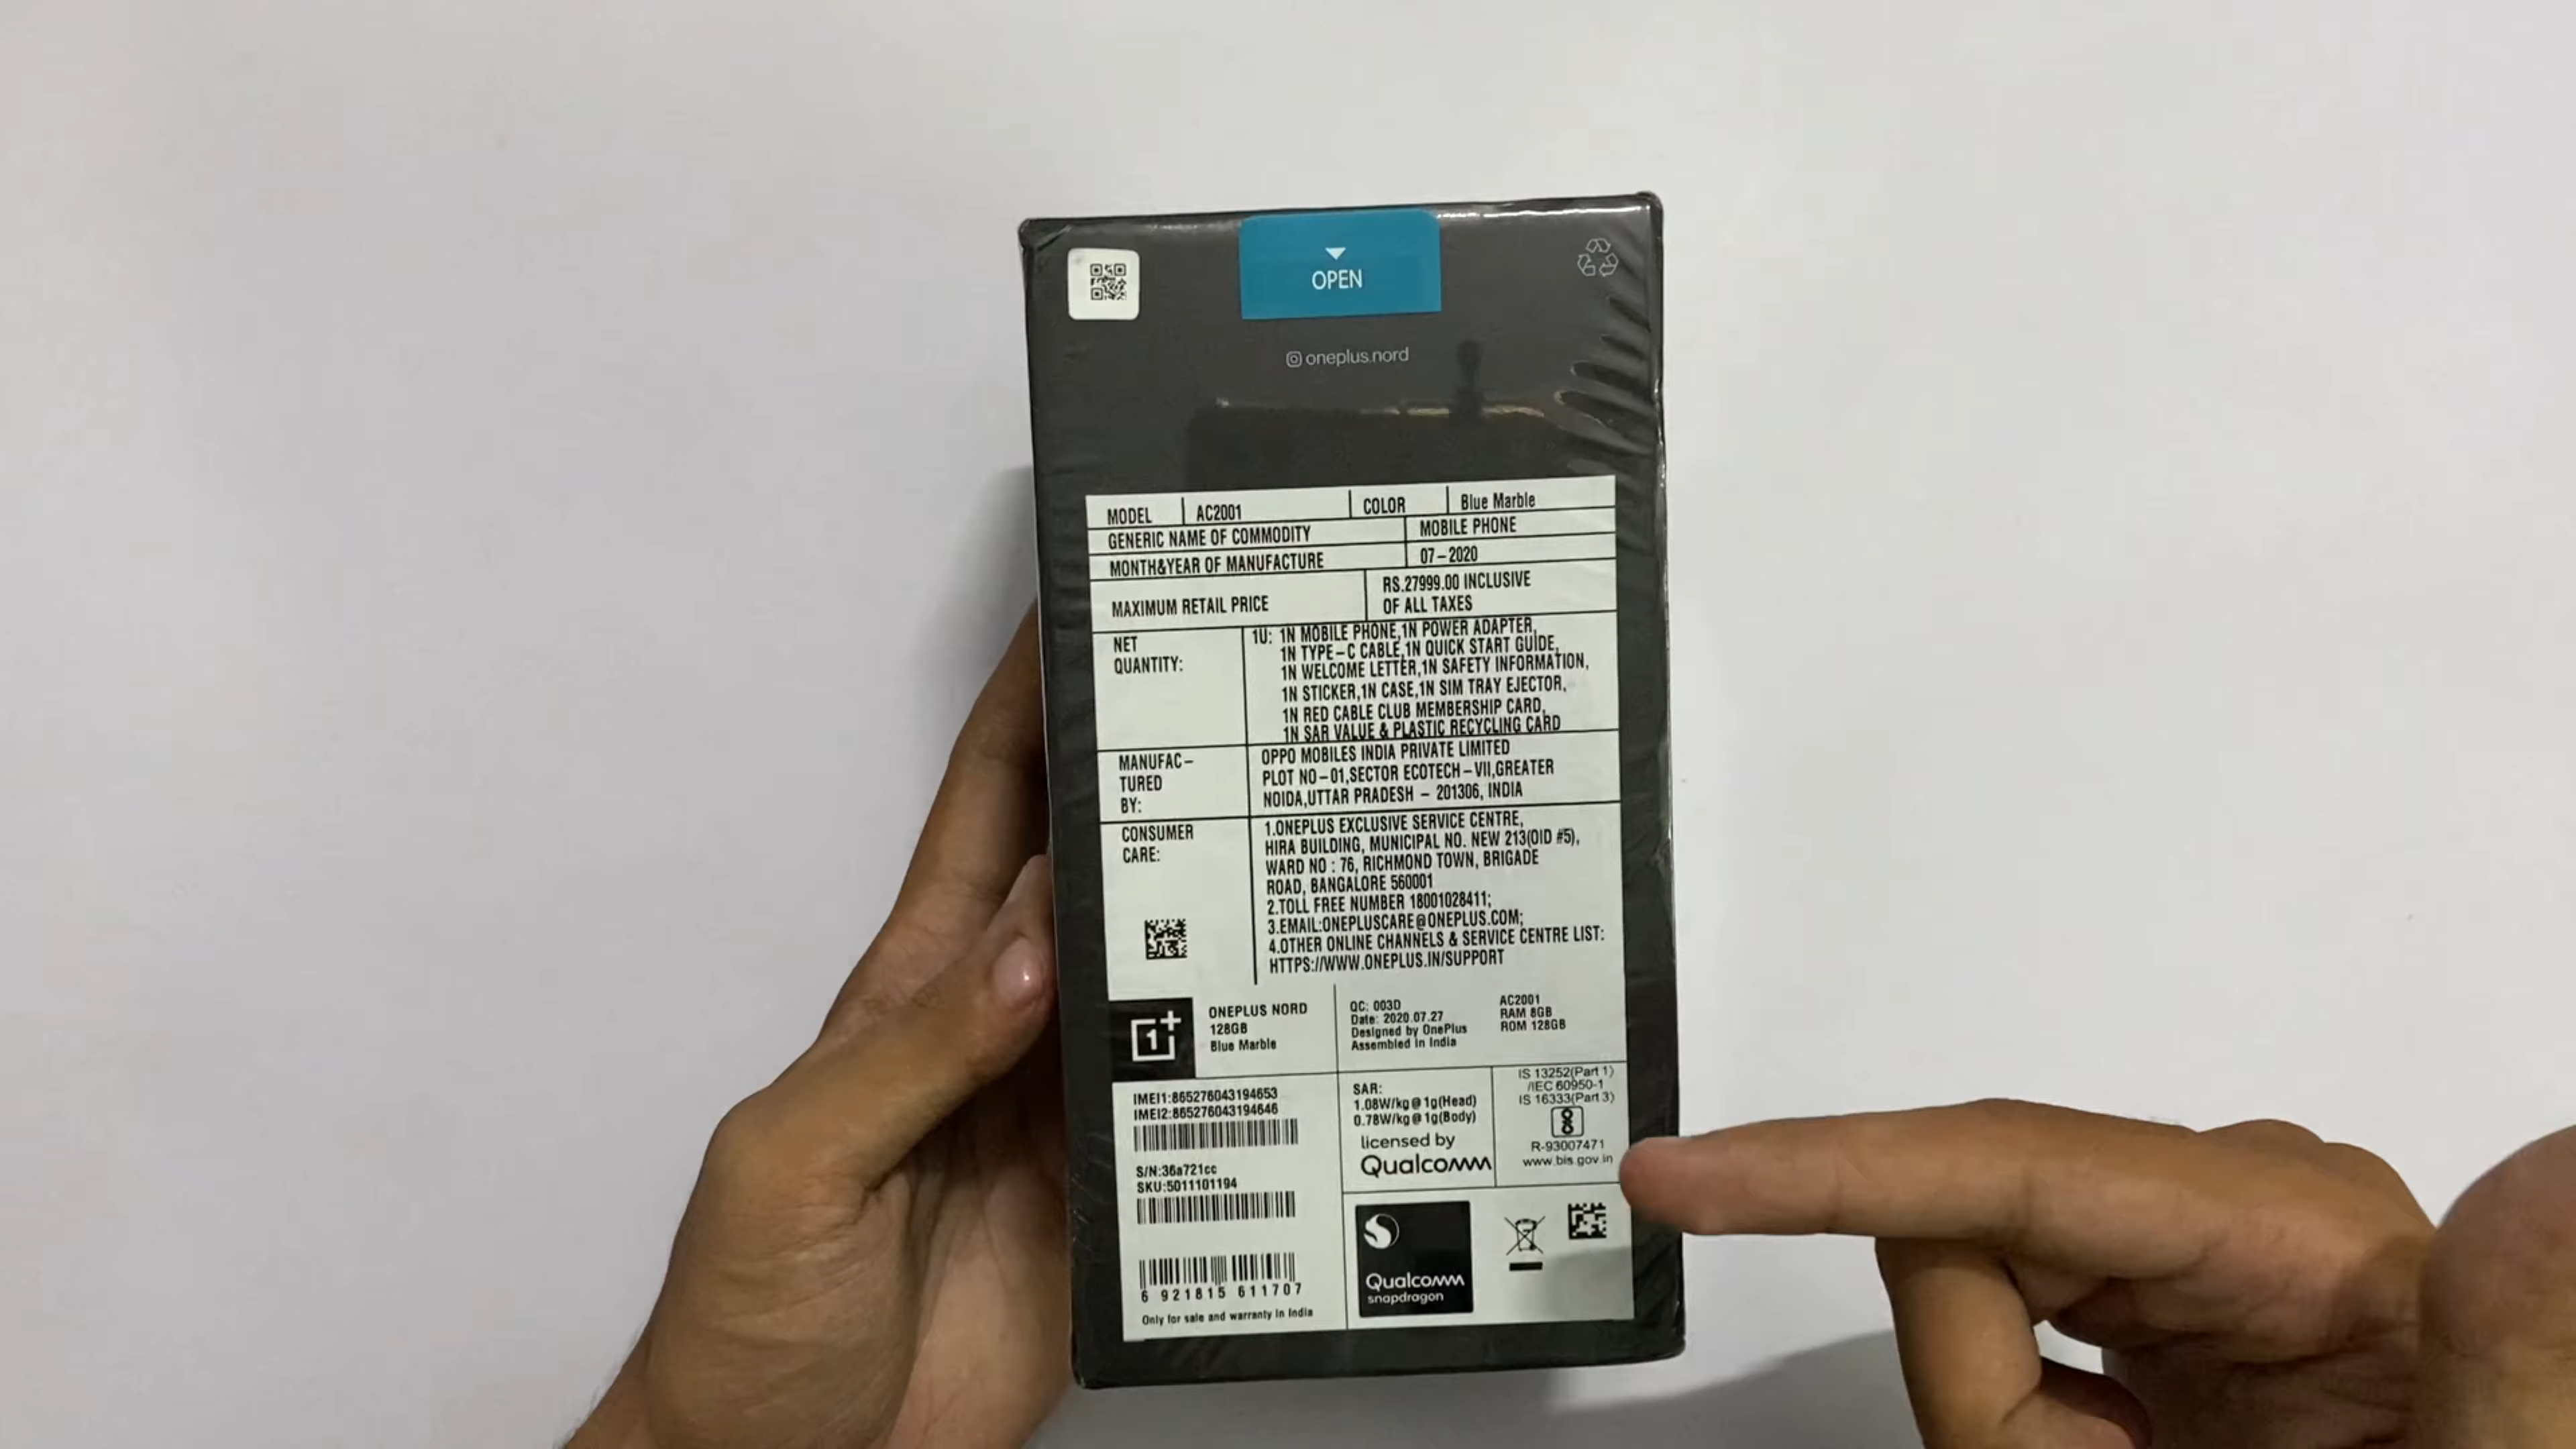 OPEN
oneplus.nord
MODEL AC2001 COLOR Blue Marble
GENERIC NAME OF COMMODITY MOBILE PHONE
MONTH&YEAR OF MANUFACTURE 07-2020
MAXIMUM RETAIL PRICE RS.27999.00 INCLUSIVE
OF ALL TAXES
NET
QUANTITY:
1U: 1N MOBILE PHONE,1N POWER ADAPTER,
1N TYPE-C CABLE,1N QUICK START GUIDE,
1N WELCOME LETTER,1N SAFETY INFORMATION,
1N STICKER,1N CASE,1N SIM TRAY EJECTOR,
1N RED CABLE CLUB MEMBERSHIP CARD,
1N SAR VALUE & PLASTIC RECYCLING CARD
MANUFAC-
TURED
BY:
OPPO MOBILES INDIA PRIVATE LIMITED
PLOT NO-01,SECTOR ECOTECH-VII,GREATER
NOIDA,UTTAR PRADESH - 201306, INDIA
CONSUMER
CARE:
1.ONEPLUS EXCLUSIVE SERVICE CENTRE,
HIRA BUILDING, MUNICIPAL NO. NEW 213(OID #5),
WARD NO : 76, RICHMOND TOWN, BRIGADE
ROAD, BANGALORE 560001
2.TOLL FREE NUMBER 18001028411;
3.EMAIL:ONEPLUSCARE@ONEPLUS.COM;
4.OTHER ONLINE CHANNELS & SERVICE CENTRE LIST:
HTTPS://WWW.ONEPLUS.IN/SUPPORT
1+
ONEPLUS NORD
128GB
Blue Marble
QC: 003D
Date: 2020.07.27
Designed by OnePlus
Assembled in India
AC2001
RAM 8GB
ROM 128GB
IMEI1:865276043194653
IMEI2:865276043194646
S/N:36a721cc
SKU:5011101194
6 921815 611707
Only for sale and warranty in India
SAR:
1.08W/kg@1g(Head)
0.78W/kg@1g(Body)
licensed by
Qualcomm
IS 13252(Part 1)
/IEC 60950-1
IS 16333(Part 3)
R-93007471
www.bis.gov.in
Qualcomm
snapdragon